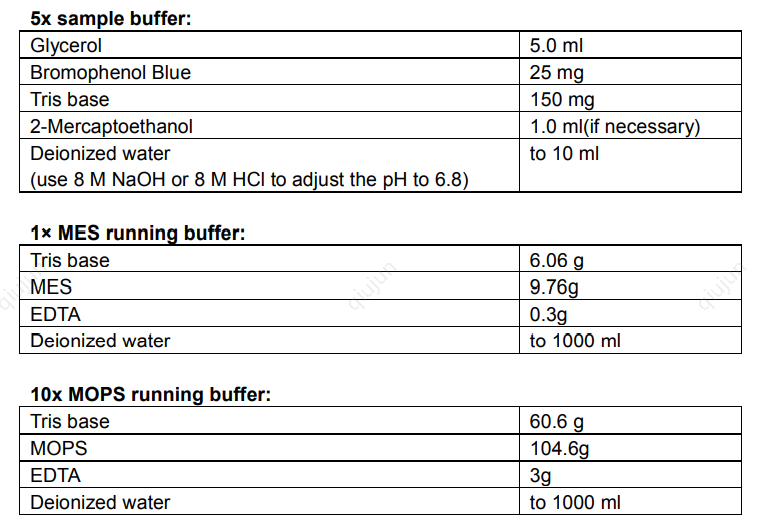 5x sample buffer:
Glycerol 5.0 ml
Bromophenol Blue 25 mg
Tris base 150 mg
2-Mercaptoethanol 1.0 ml(if necessary)
Deionized water to 10 ml
(use 8 M NaOH or 8 M HCl to adjust the pH to 6.8)
1× MES running buffer:
Tris base 6.06 g
MES 9.76g
EDTA 0.3g
Deionized water to 1000 ml
qiujun qiujun qiujun
10x MOPS running buffer:
Tris base 60.6 g
MOPS 104.6g
EDTA 3g
Deionized water to 1000 ml